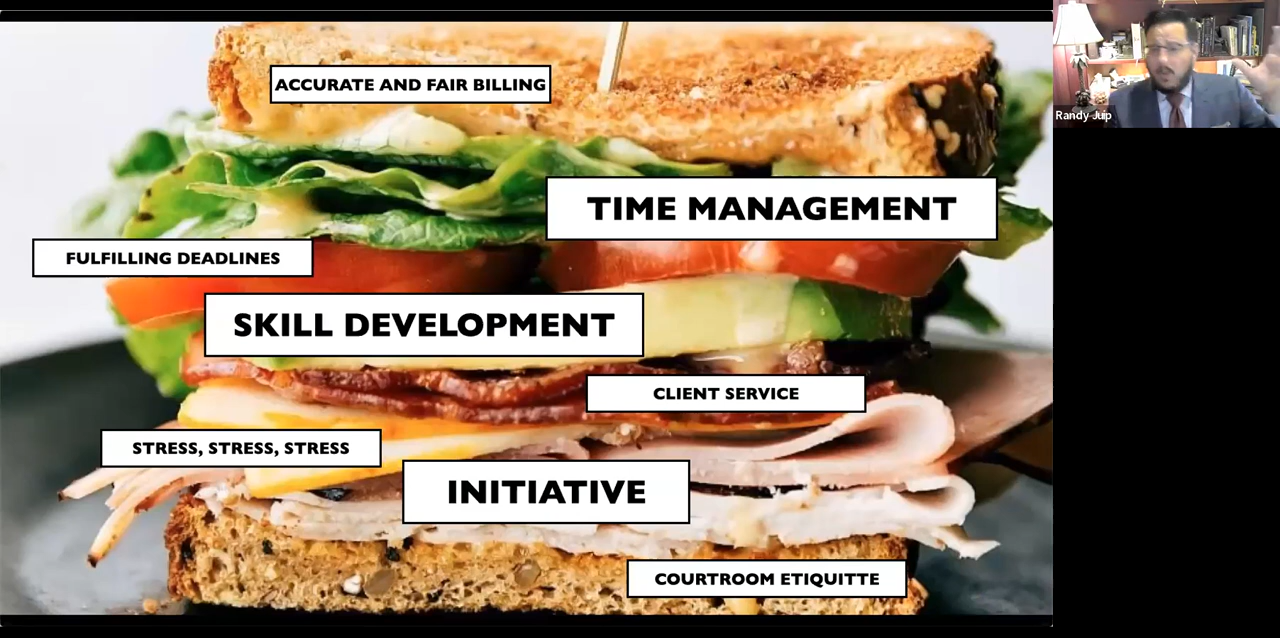 ACCURATE AND FAIR BILLING
Randy Juip
TIME MANAGEMENT
FULFILLING DEADLINES
SKILL DEVELOPMENT
CLIENT SERVICE
STRESS, STRESS, STRESS
INITIATIVE
COURTROOM ETIQUITTE